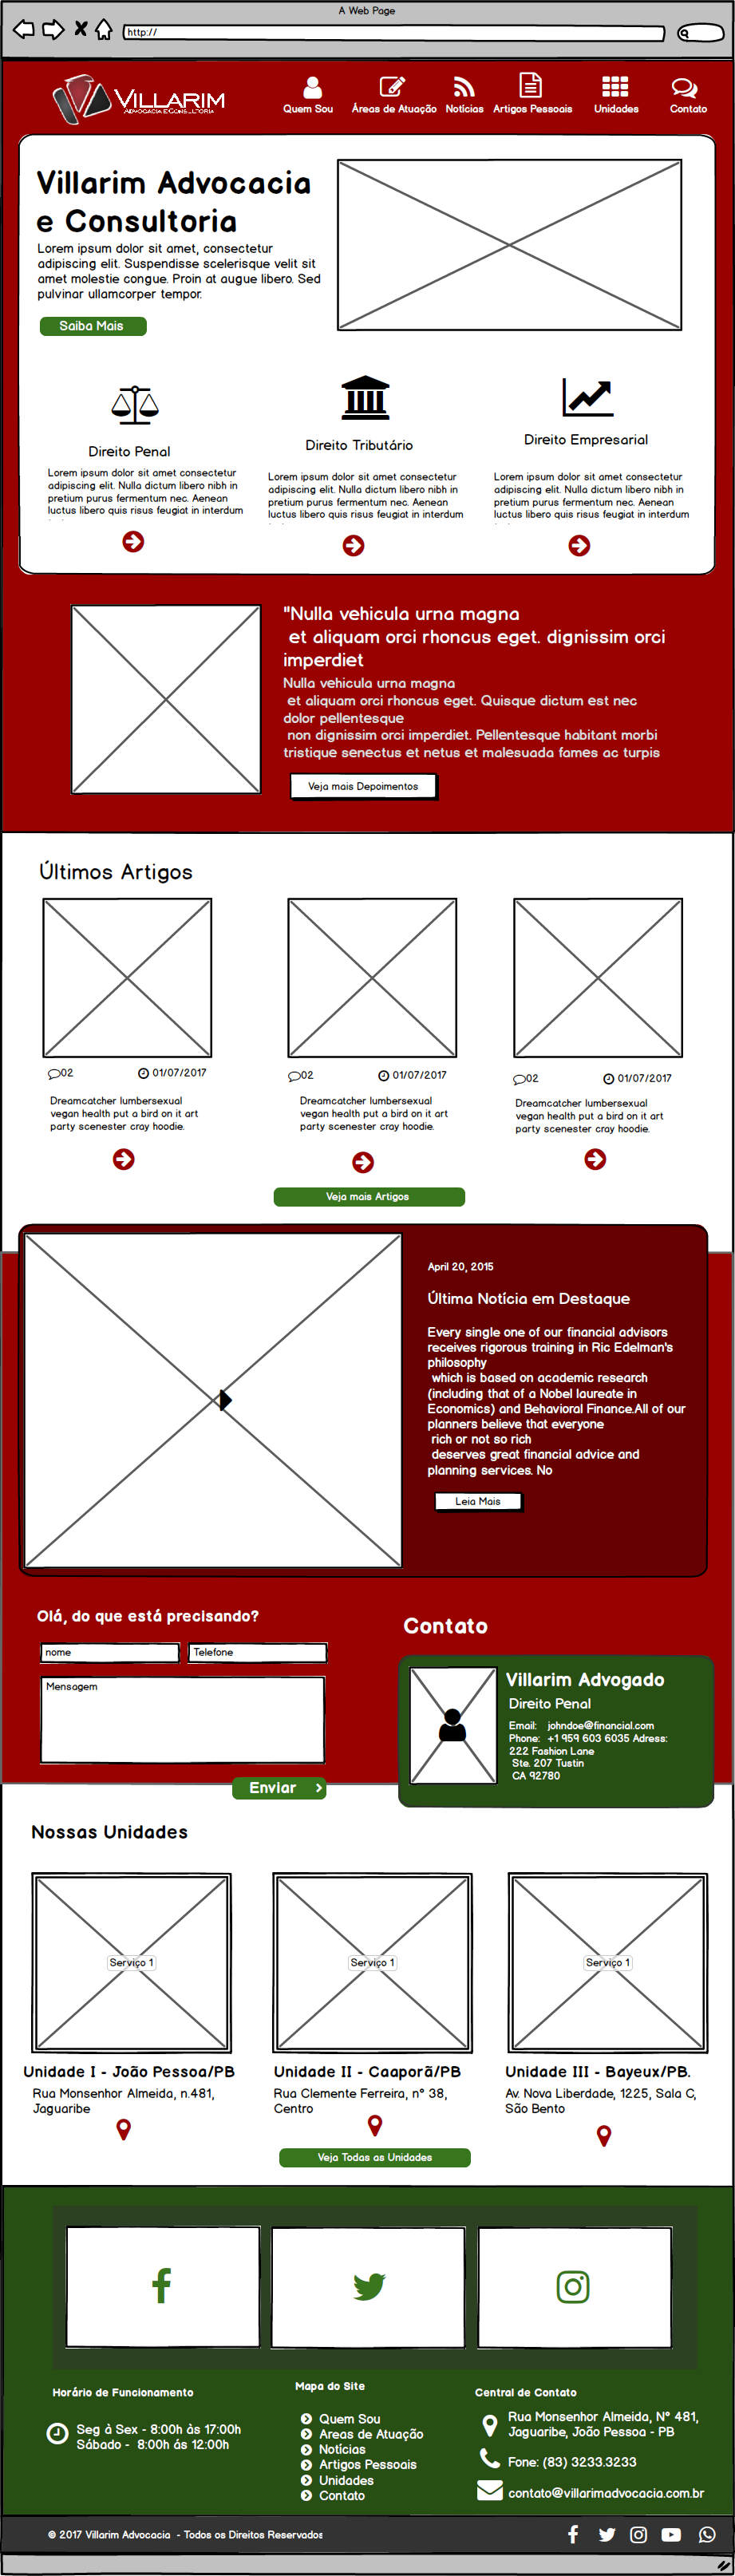 A Web Page
http://
VILLARIM
ADVOCACIA E CONSULTORIA
Quem Sou
Áreas de Atuação
Notícias
Artigos Pessoais
Unidades
Contato
Villarim Advocacia
e Consultoria
Lorem ipsum dolor sit amet, consectetur
adipiscing elit. Suspendisse scelerisque velit sit
amet molestie congue. Proin at augue libero. Sed
pulvinar ullamcorper tempor.
Saiba Mais
Direito Penal
Lorem ipsum dolor sit amet consectetur
adipiscing elit. Nulla dictum libero nibh in
pretium purus fermentum nec. Aenean
luctus libero quis risus feugiat in interdum
Direito Tributário
Lorem ipsum dolor sit amet consectetur
adipiscing elit. Nulla dictum libero nibh in
pretium purus fermentum nec. Aenean
luctus libero quis risus feugiat in interdum
Direito Empresarial
Lorem ipsum dolor sit amet consectetur
adipiscing elit. Nulla dictum libero nibh in
pretium purus fermentum nec. Aenean
luctus libero quis risus feugiat in interdum
"Nulla vehicula urna magna
et aliquam orci rhoncus eget. dignissim orci
imperdiet
Nulla vehicula urna magna
et aliquam orci rhoncus eget. Quisque dictum est nec
dolor pellentesque
non dignissim orci imperdiet. Pellentesque habitant morbi
tristique senectus et netus et malesuada fames ac turpis
Veja mais Depoimentos
Últimos Artigos
02
01/07/2017
Dreamcatcher lumbersexual
vegan health put a bird on it art
party scenester cray hoodie.
02
01/07/2017
Dreamcatcher lumbersexual
vegan health put a bird on it art
party scenester cray hoodie.
02
01/07/2017
Dreamcatcher lumbersexual
vegan health put a bird on it art
party scenester cray hoodie.
Veja mais Artigos
April 20, 2015
Última Notícia em Destaque
Every single one of our financial advisors
receives rigorous training in Ric Edelman's
philosophy
which is based on academic research
(including that of a Nobel laureate in
Economics) and Behavioral Finance.All of our
planners believe that everyone
rich or not so rich
deserves great financial advice and
planning services. No
Leia Mais
Olá, do que está precisando?
nome
Telefone
Mensagem
Enviar
Contato
Villarim Advogado
Direito Penal
Email: johndoe@financial.com
Phone: +1 959 603 6035 Adress:
222 Fashion Lane
Ste. 207 Tustin
CA 92780
Nossas Unidades
Serviço 1
Serviço 1
Serviço 1
Unidade I - João Pessoa/PB
Rua Monsenhor Almeida, n.481,
Jaguaribe
Unidade II - Caaporã/PB
Rua Clemente Ferreira, n° 38,
Centro
Unidade III - Bayeux/PB.
Av. Nova Liberdade, 1225, Sala C,
São Bento
Veja Todas as Unidades
Horário de Funcionamento
Seg à Sex - 8:00h às 17:00h
Sábado - 8:00h ás 12:00h
Mapa do Site
Quem Sou
Areas de Atuação
Notícias
Artigos Pessoais
Unidades
Contato
Central de Contato
Rua Monsenhor Almeida, N° 481,
Jaguaribe, João Pessoa - PB
Fone: (83) 3233.3233
contato@villarimadvocacia.com.br
© 2017 Villarim Advocacia - Todos os Direitos Reservados